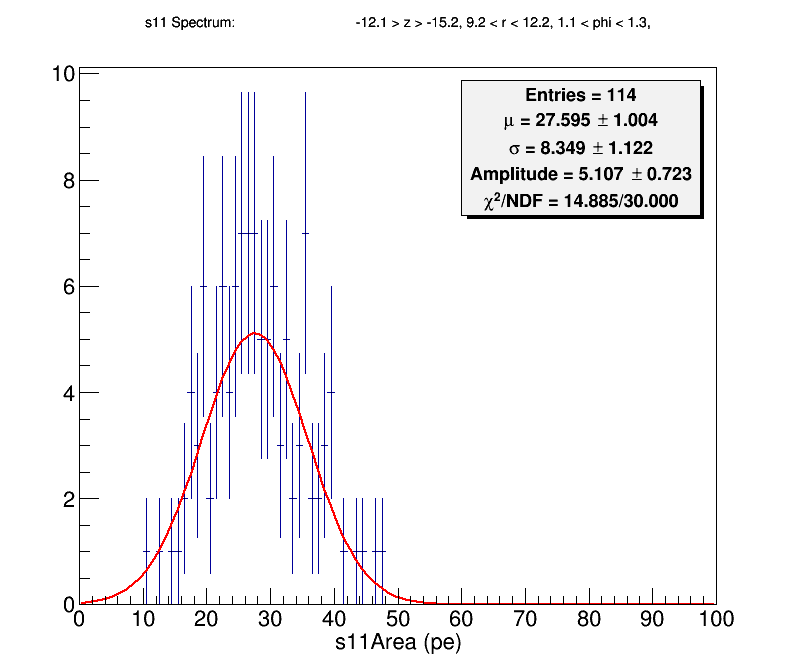 s11 Spectrum: -12.1 > z > -15.2, 9.2 < r < 12.2, 1.1 < phi < 1.3,
Entries = 114
μ = 27.595 ± 1.004
σ = 8.349 ± 1.122
Amplitude = 5.107 ± 0.723
χ²/NDF = 14.885/30.000
10
8
6
4
2
0
0 10 20 30 40 50 60 70 80 90 100
s11Area (pe)